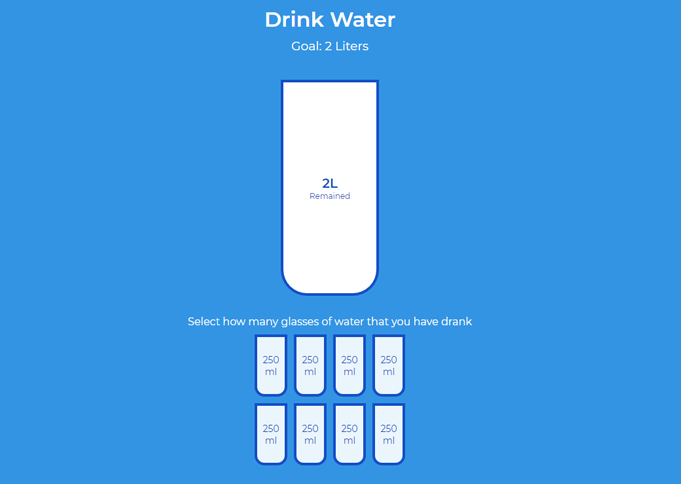 Drink Water
Goal: 2 Liters
2L
Remained
Select how many glasses of water that you have drank
250 250 250 250
ml ml ml ml
250 250 250 250
ml ml ml ml